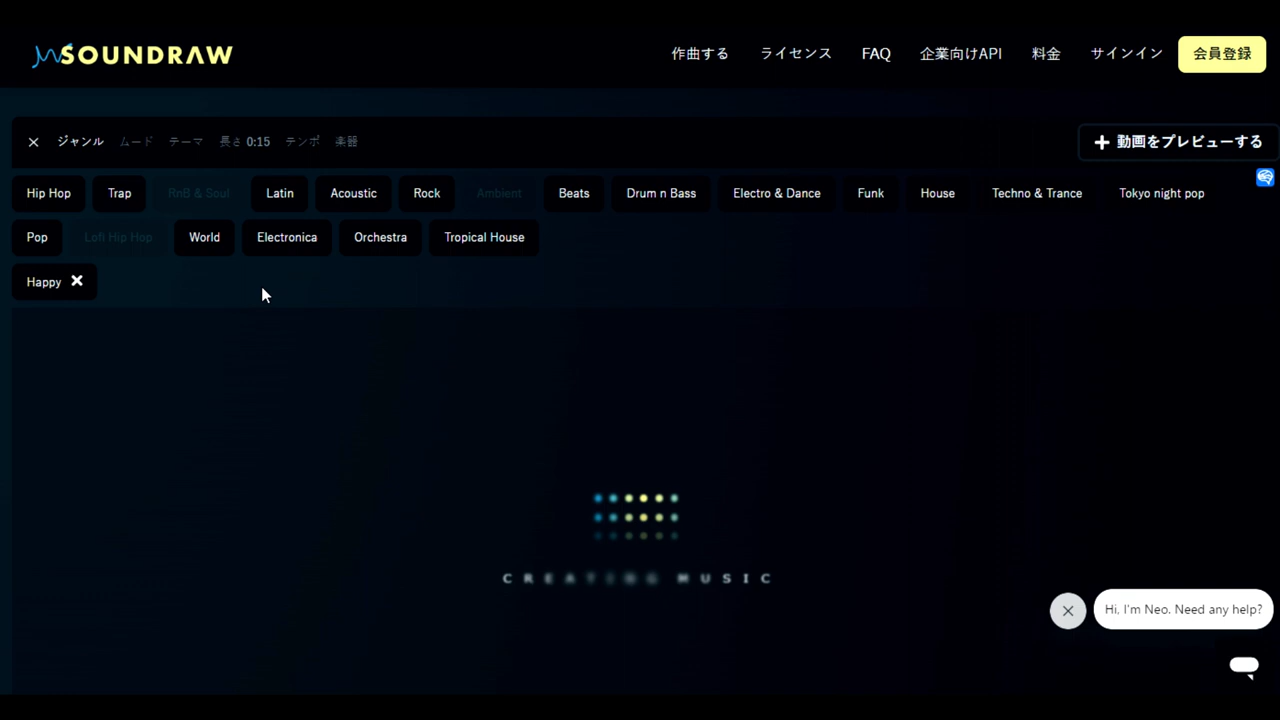 SOUNDRAW 作曲する ライセンス FAQ 企業向けAPI 料金 サインイン 会員登録
ジャンル ムード テーマ 長さ 0:15 テンポ 楽器 動画をプレビューする
Hip Hop Trap RnB & Soul Latin Acoustic Rock Ambient Beats Drum n Bass Electro & Dance Funk House Techno & Trance Tokyo night pop
Pop Lofi Hip Hop World Electronica Orchestra Tropical House
Happy
CREATING MUSIC
Hi, I'm Neo. Need any help?